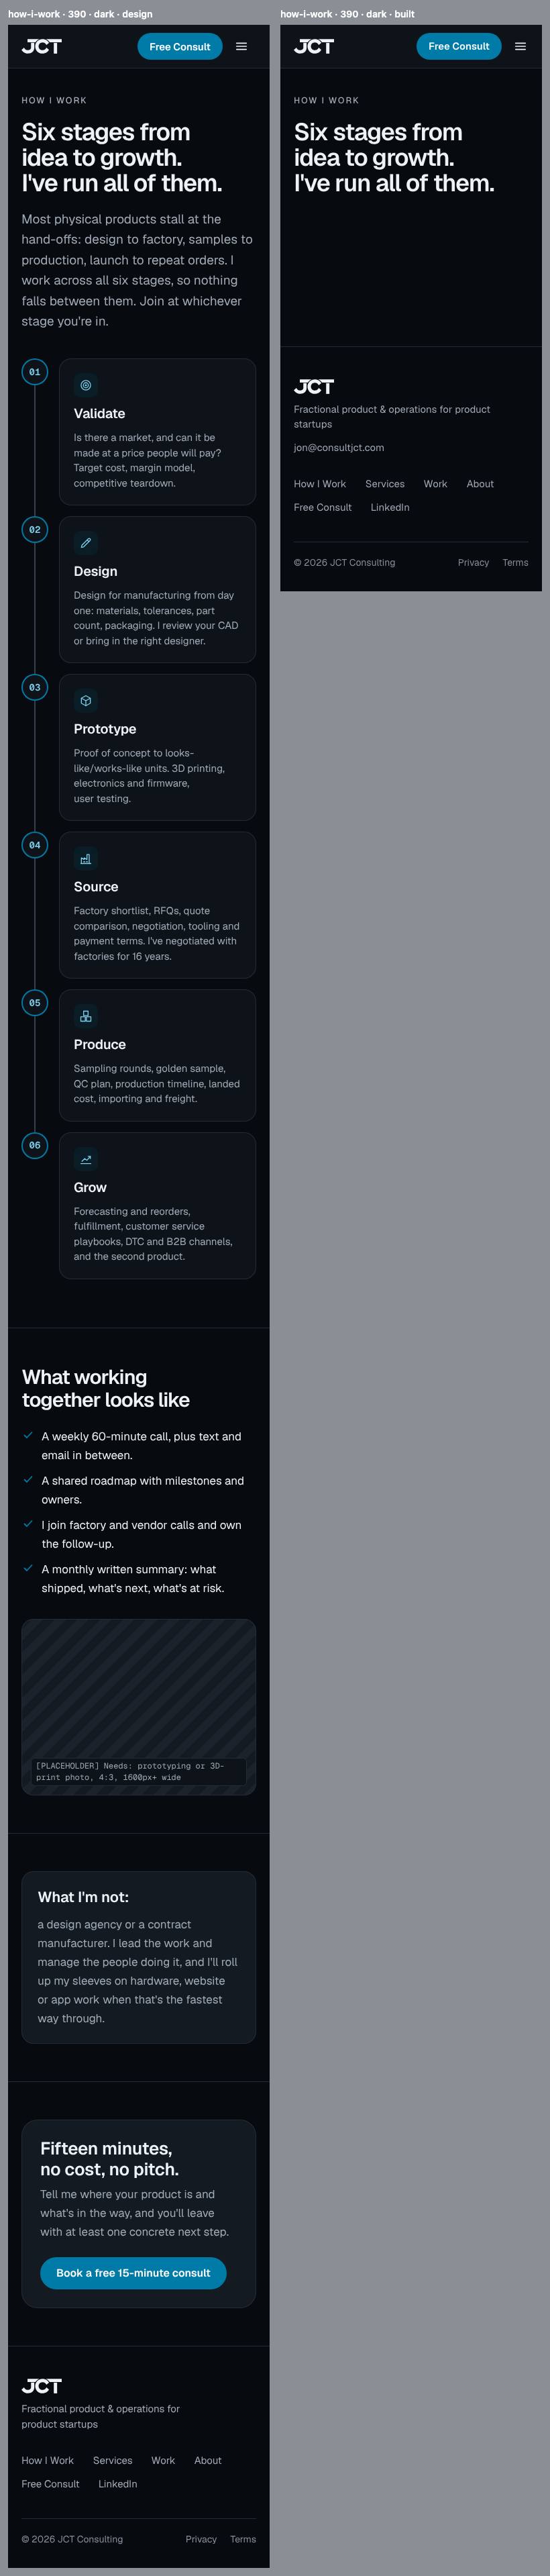 how-i-work · 390 · dark · design
JCT
Free Consult
HOW I WORK
Six stages from
idea to growth.
I've run all of them.
Most physical products stall at the
hand-offs: design to factory, samples to
production, launch to repeat orders. I
work across all six stages, so nothing
falls between them. Join at whichever
stage you're in.
01
Validate
Is there a market, and can it be
made at a price people will pay?
Target cost, margin model,
competitive teardown.
02
Design
Design for manufacturing from day
one: materials, tolerances, part
count, packaging. I review your CAD
or bring in the right designer.
03
Prototype
Proof of concept to looks-
like/works-like units. 3D printing,
electronics and firmware,
user testing.
04
Source
Factory shortlist, RFQs, quote
comparison, negotiation, tooling and
payment terms. I've negotiated with
factories for 16 years.
05
Produce
Sampling rounds, golden sample,
QC plan, production timeline, landed
cost, importing and freight.
06
Grow
Forecasting and reorders,
fulfillment, customer service
playbooks, DTC and B2B channels,
and the second product.
What working
together looks like
A weekly 60-minute call, plus text and
email in between.
A shared roadmap with milestones and
owners.
I join factory and vendor calls and own
the follow-up.
A monthly written summary: what
shipped, what's next, what's at risk.
[PLACEHOLDER] Needs: prototyping or 3D-
print photo, 4:3, 1600px+ wide
What I'm not:
a design agency or a contract
manufacturer. I lead the work and
manage the people doing it, and I'll roll
up my sleeves on hardware, website
or app work when that's the fastest
way through.
Fifteen minutes,
no cost, no pitch.
Tell me where your product is and
what's in the way, and you'll leave
with at least one concrete next step.
Book a free 15-minute consult
JCT
Fractional product & operations for
product startups
How I Work Services Work About
Free Consult LinkedIn
© 2026 JCT Consulting Privacy Terms
how-i-work · 390 · dark · built
JCT
Free Consult
HOW I WORK
Six stages from
idea to growth.
I've run all of them.
JCT
Fractional product & operations for product
startups
jon@consultjct.com
How I Work Services Work About
Free Consult LinkedIn
© 2026 JCT Consulting Privacy Terms